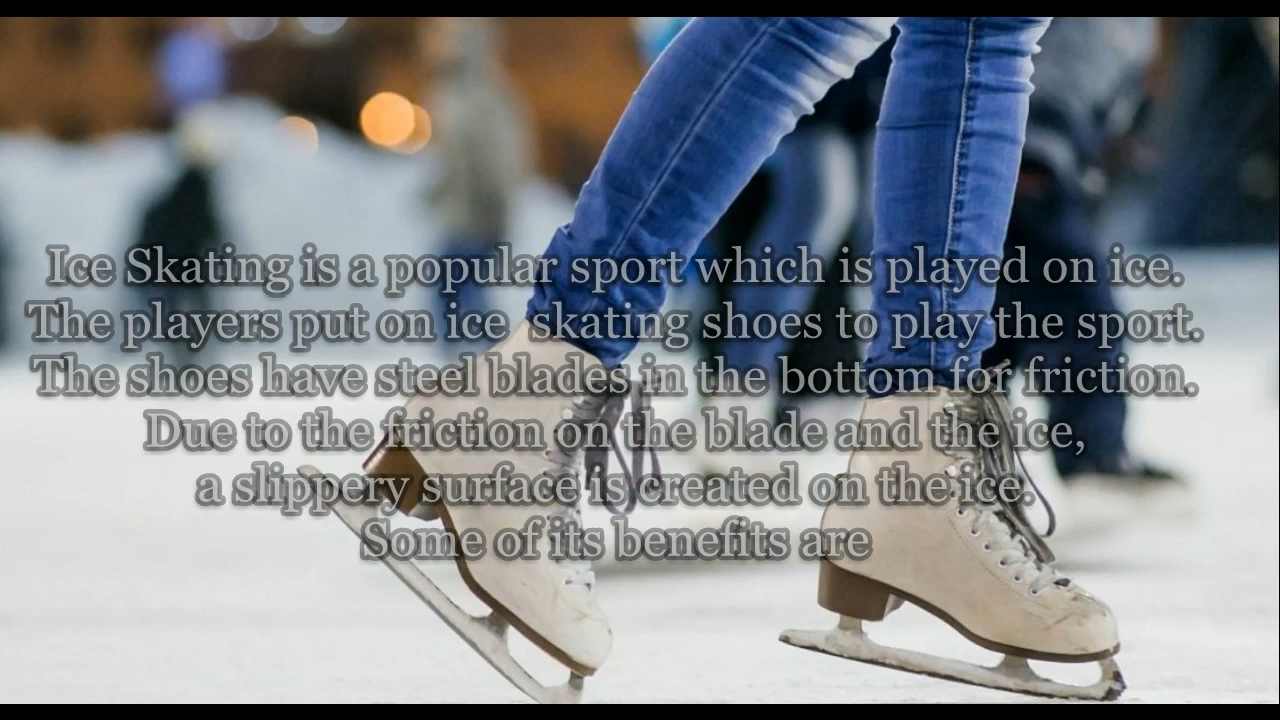 Ice Skating is a popular sport which is played on ice.
The players put on ice skating shoes to play the sport.
The shoes have steel blades in the bottom for friction.
Due to the friction on the blade and the ice,
a slippery surface is created on the ice.
Some of its benefits are